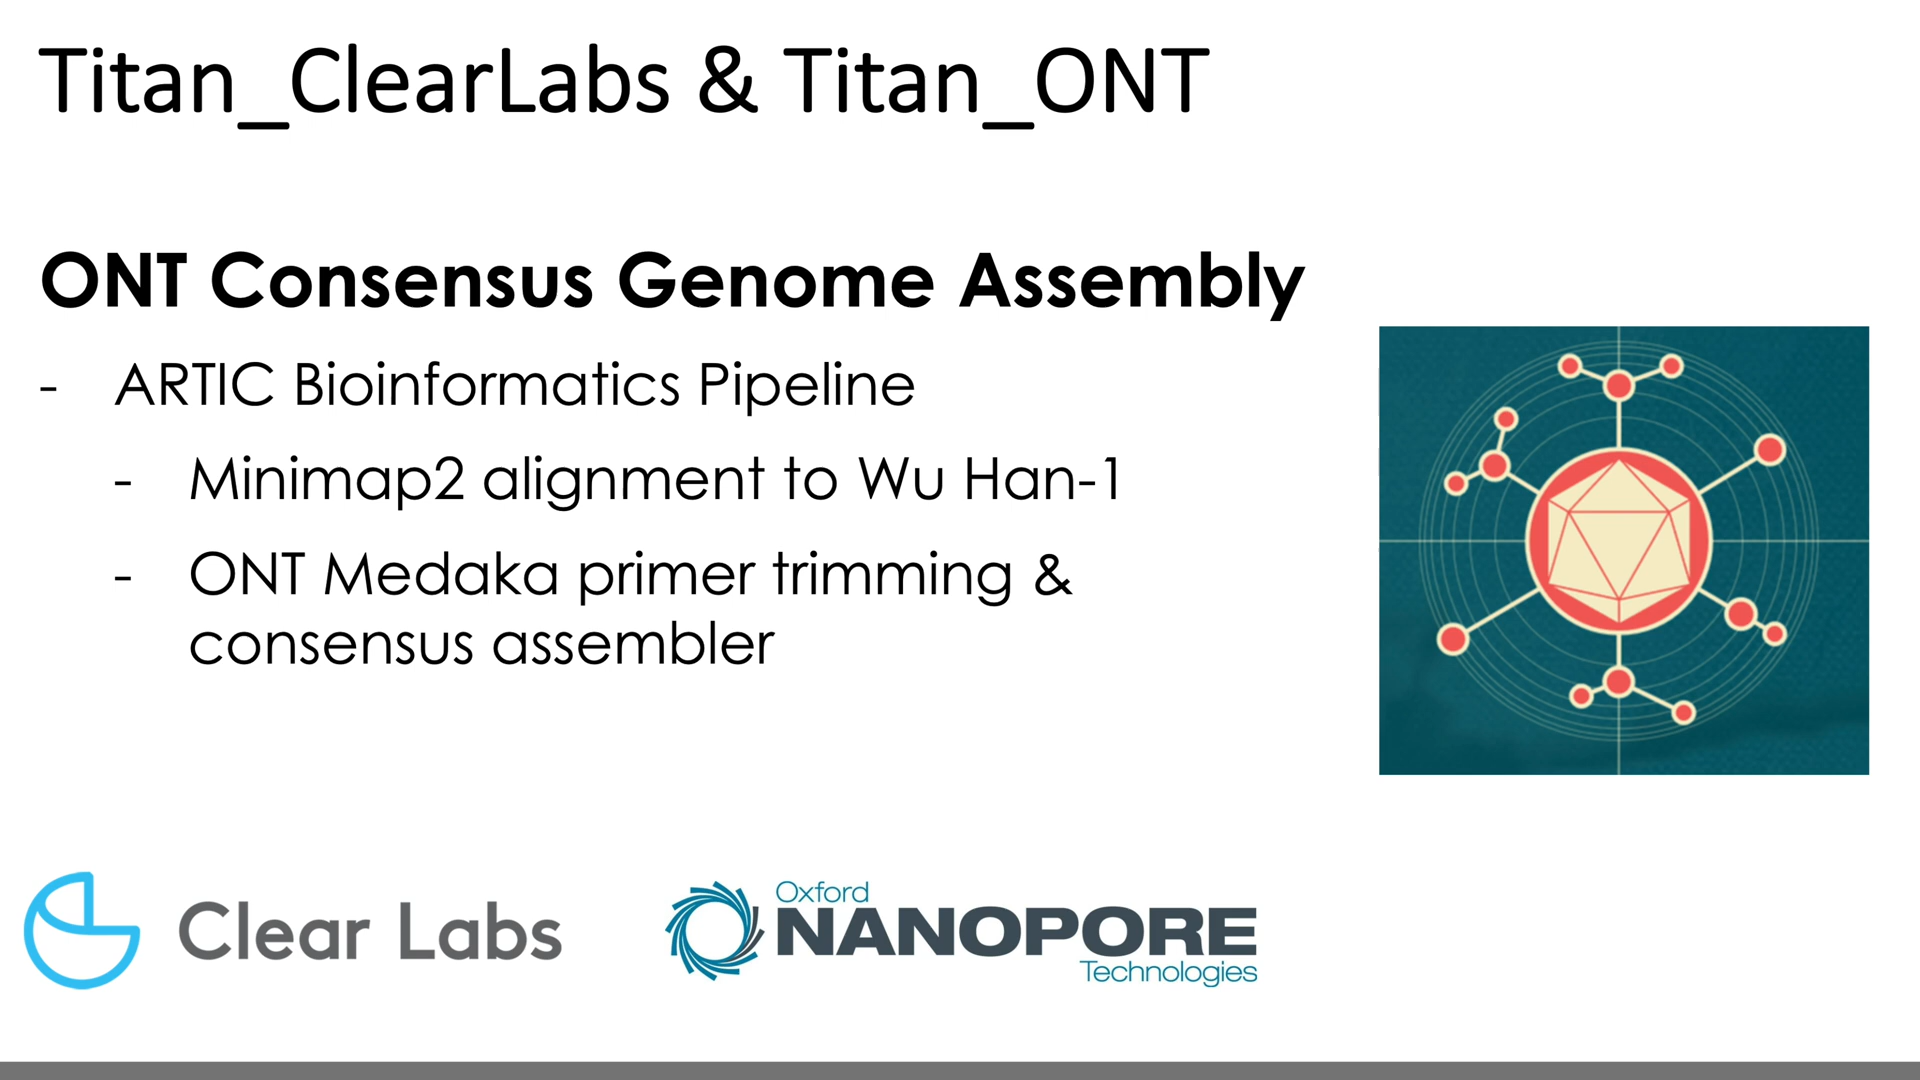 Titan_ClearLabs & Titan_ONT
ONT Consensus Genome Assembly
- ARTIC Bioinformatics Pipeline
- Minimap2 alignment to Wu Han-1
- ONT Medaka primer trimming &
consensus assembler
Clear Labs
Oxford
NANOPORE
Technologies